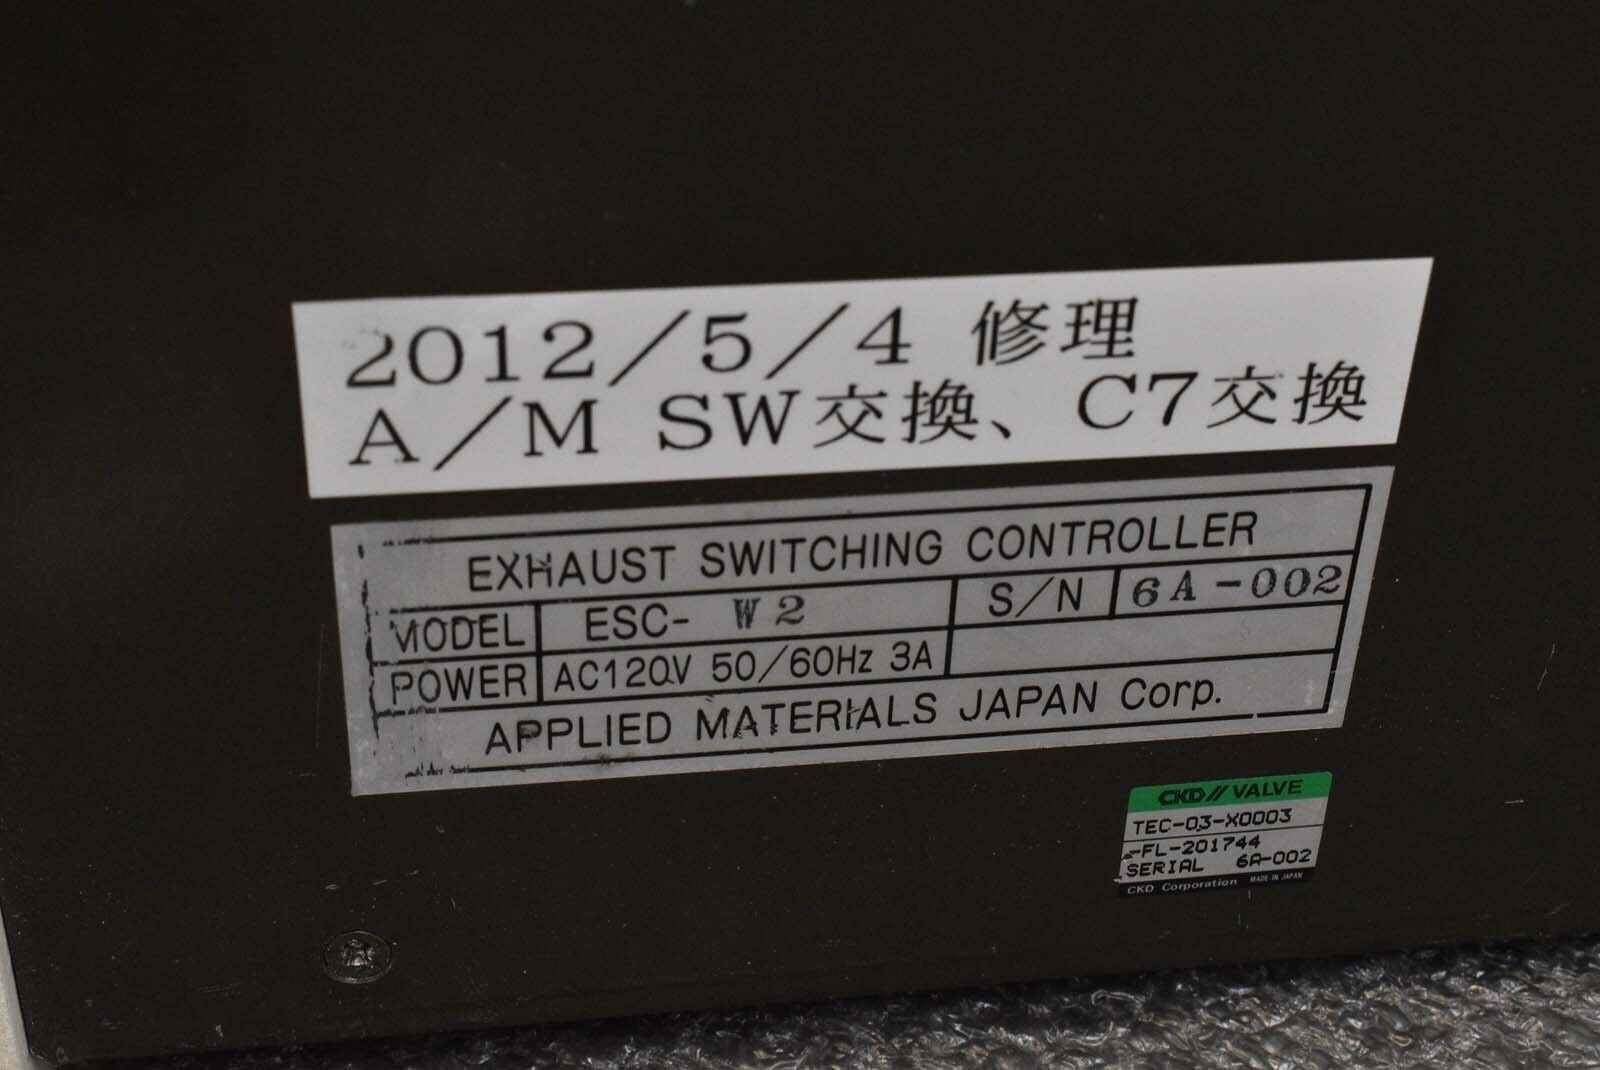 2012/5/4 修理
A/M SW交換、C7交換
EXHAUST SWITCHING CONTROLLER
MODEL ESC- W2 S/N 6A-002
POWER AC120V 50/60Hz 3A
APPLIED MATERIALS JAPAN Corp.
CKD// VALVE
TEC-03-X0003
-FL-201744
SERIAL 6A-002
CKD Corporation MADE IN JAPAN